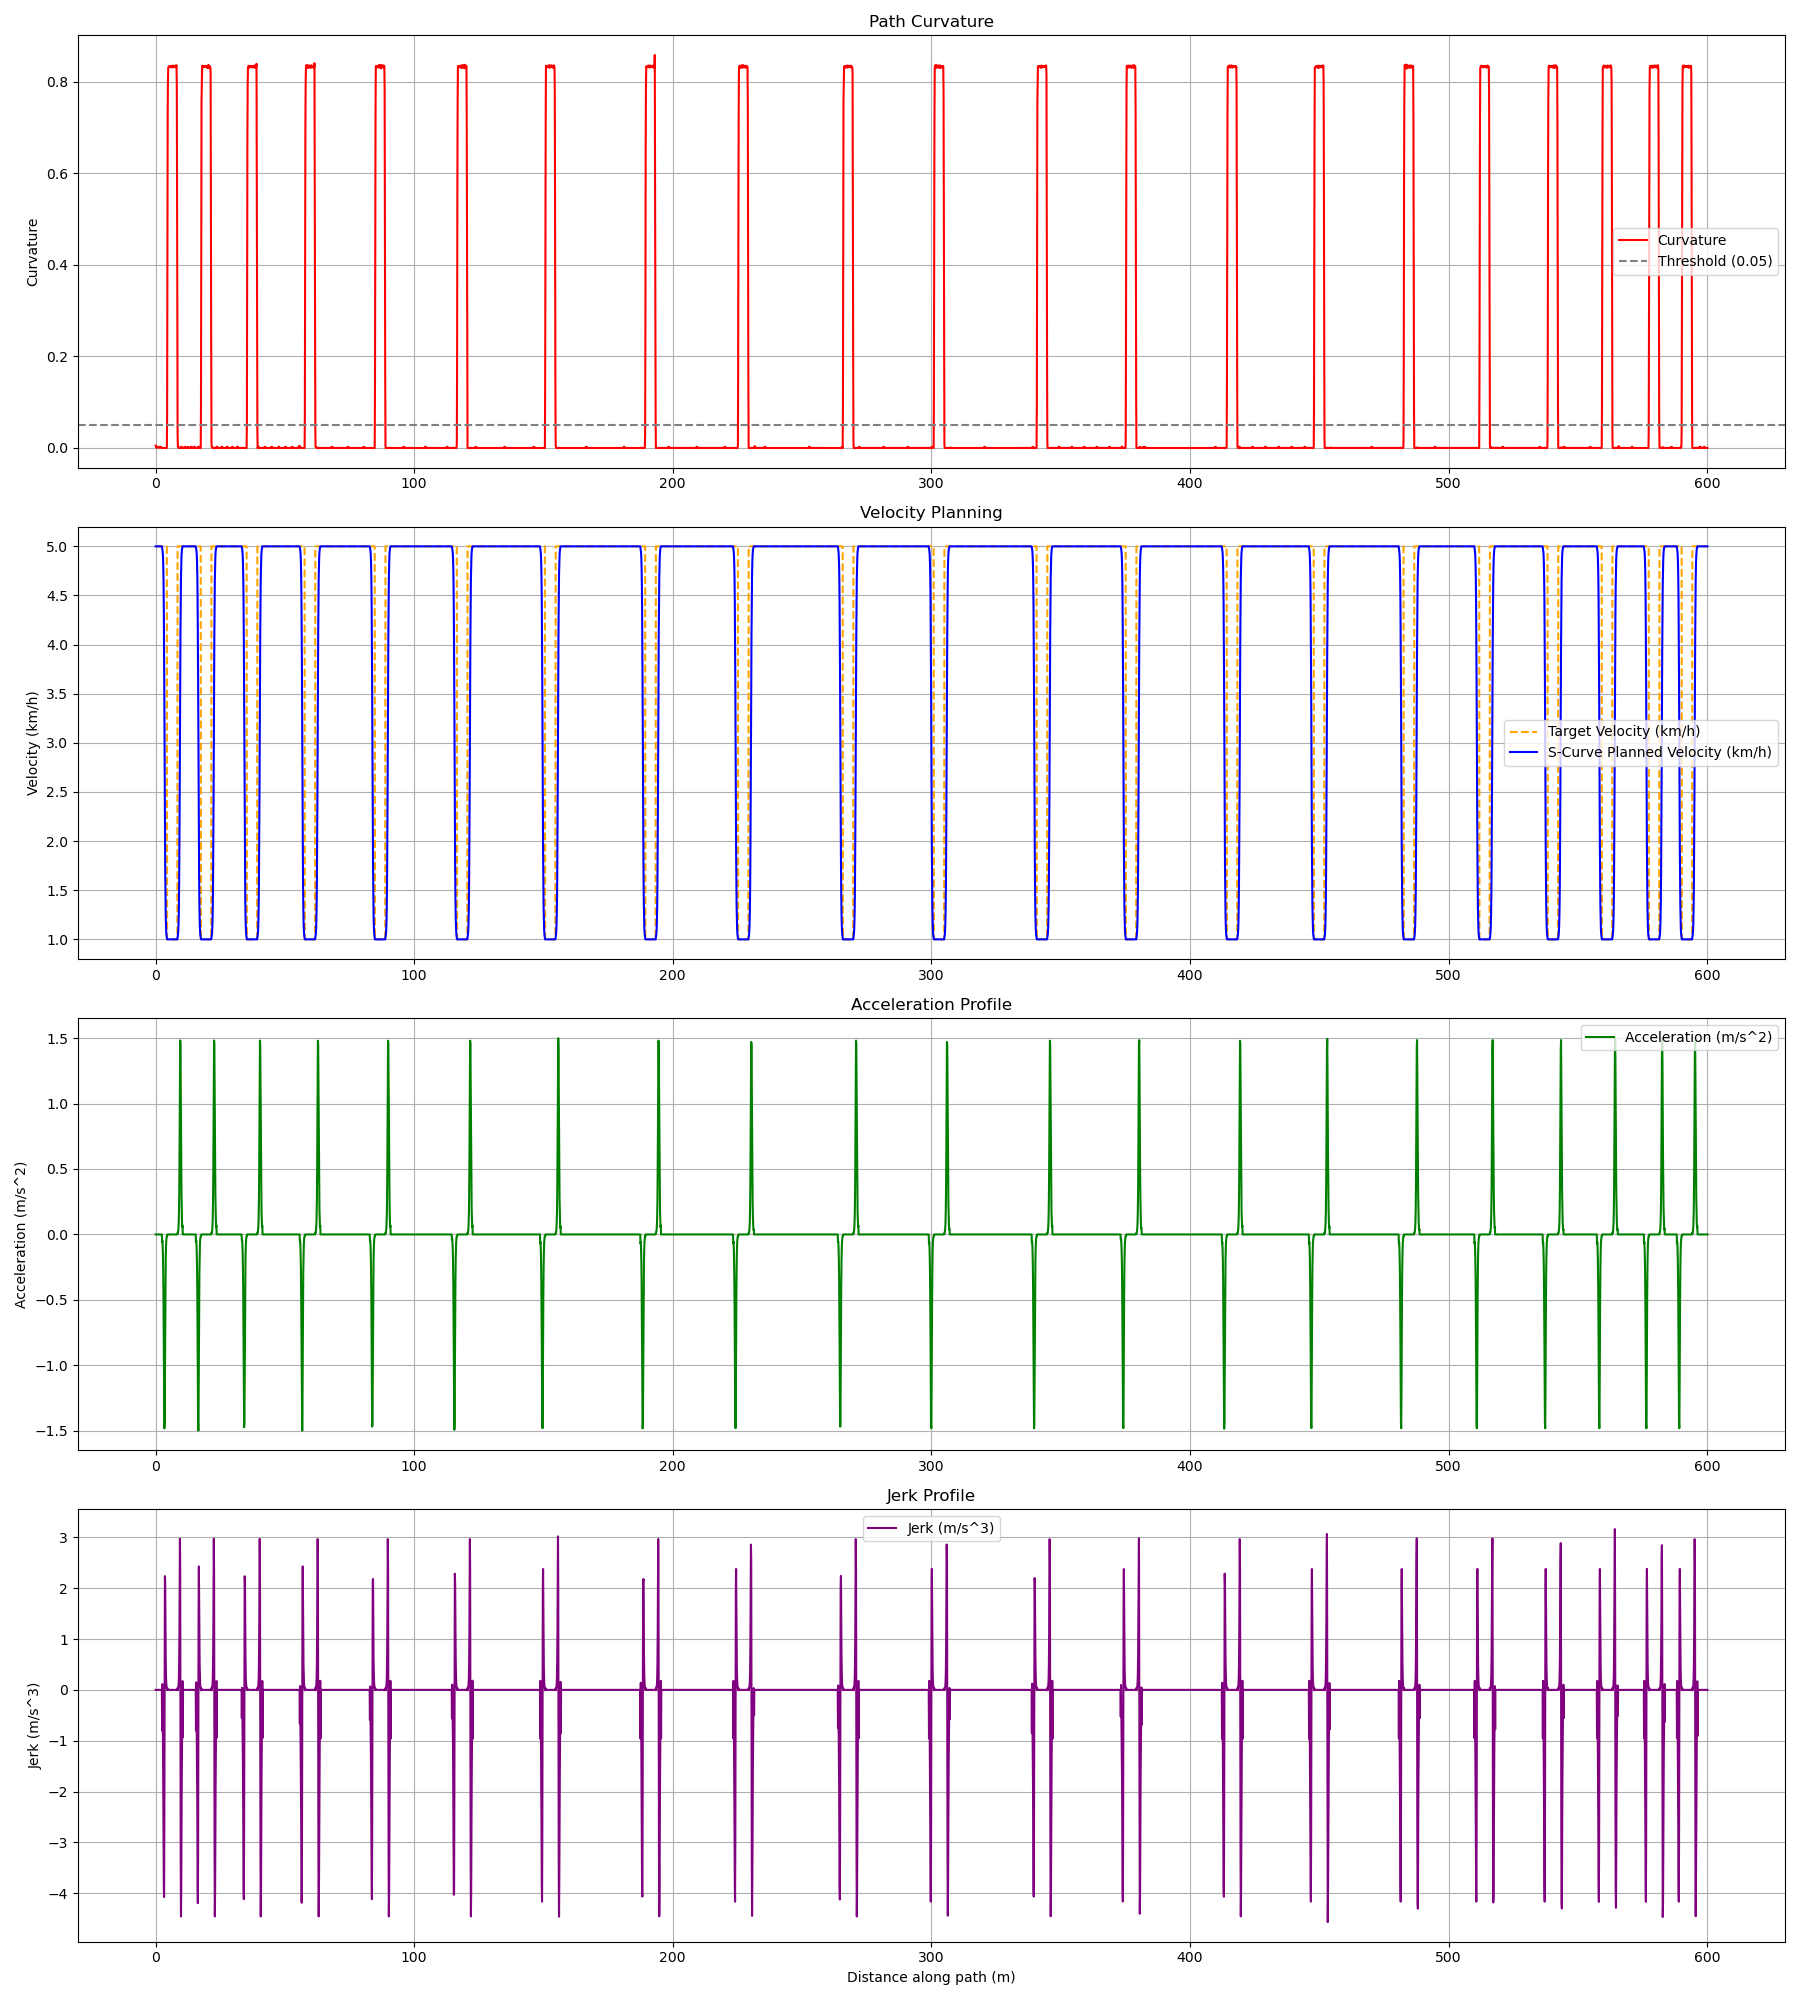 Path Curvature
Curvature
0.8
0.6
0.4
0.2
0.0
Curvature
Threshold (0.05)
0 100 200 300 400 500 600
Velocity Planning
Velocity (km/h)
5.0
4.5
4.0
3.5
3.0
2.5
2.0
1.5
1.0
Target Velocity (km/h)
S-Curve Planned Velocity (km/h)
0 100 200 300 400 500 600
Acceleration Profile
Acceleration (m/s^2)
1.5
1.0
0.5
0.0
−0.5
−1.0
−1.5
Acceleration (m/s^2)
0 100 200 300 400 500 600
Jerk Profile
Jerk (m/s^3)
3
2
1
0
−1
−2
−3
−4
Jerk (m/s^3)
0 100 200 300 400 500 600
Distance along path (m)